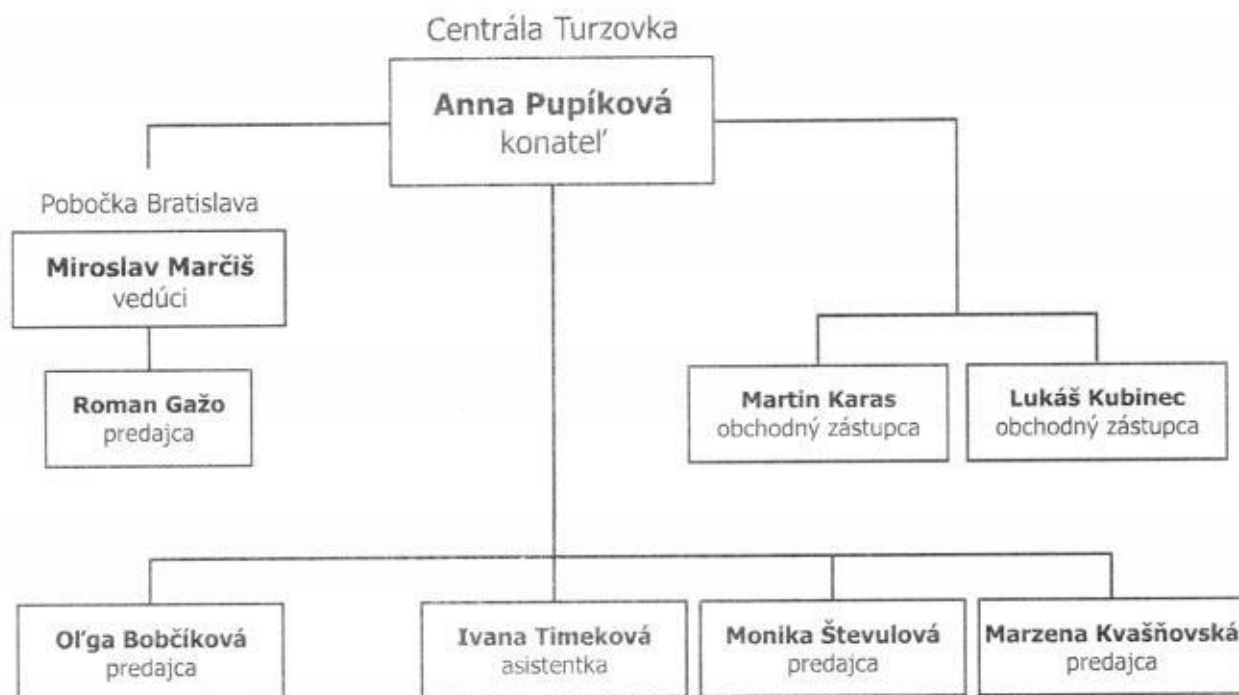 Centrála Turzovka
Anna Pupíková
konateľ
Pobočka Bratislava
Miroslav Marčiš
vedúci
Roman Gažo
predajca
Martin Karas
obchodný zástupca
Lukáš Kubinec
obchodný zástupca
Oľga Bobčíková
predajca
Ivana Timeková
asistentka
Monika Števulová
predajca
Marzena Kvašňovská
predajca